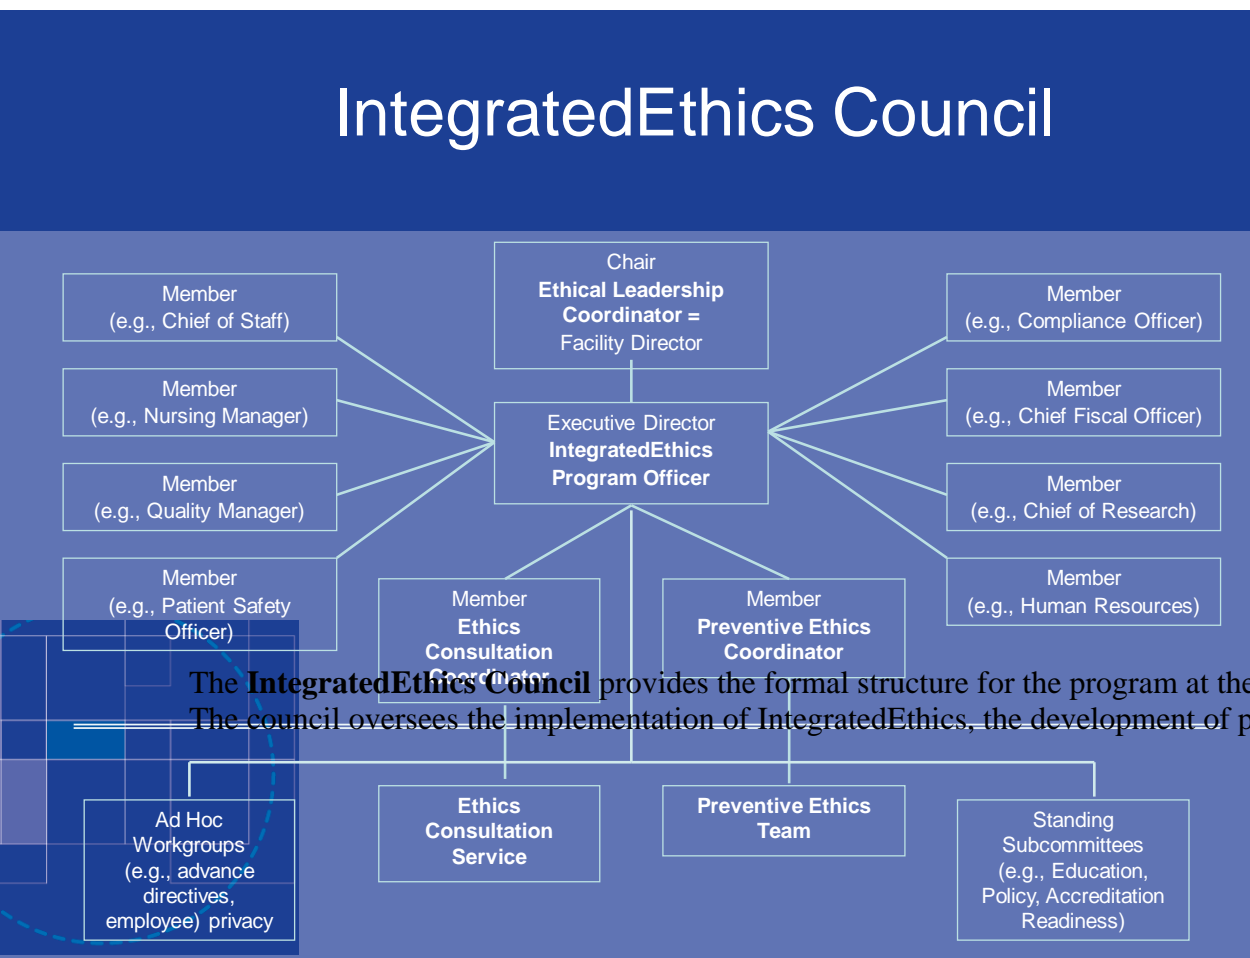 IntegratedEthics Council
Chair
Ethical Leadership
Coordinator =
Facility Director
Member
(e.g., Chief of Staff)
Member
(e.g., Compliance Officer)
Member
(e.g., Nursing Manager)
Executive Director
IntegratedEthics
Program Officer
Member
(e.g., Chief Fiscal Officer)
Member
(e.g., Quality Manager)
Member
(e.g., Chief of Research)
Member
(e.g., Patient Safety
Officer)
Member
Ethics
Consultation
Coordinator
Member
Preventive Ethics
Coordinator
Member
(e.g., Human Resources)
The IntegratedEthics Council provides the formal structure for the program at the
The council oversees the implementation of IntegratedEthics, the development of p
Ad Hoc
Workgroups
(e.g., advance
directives,
employee) privacy
Ethics
Consultation
Service
Preventive Ethics
Team
Standing
Subcommittees
(e.g., Education,
Policy, Accreditation
Readiness)